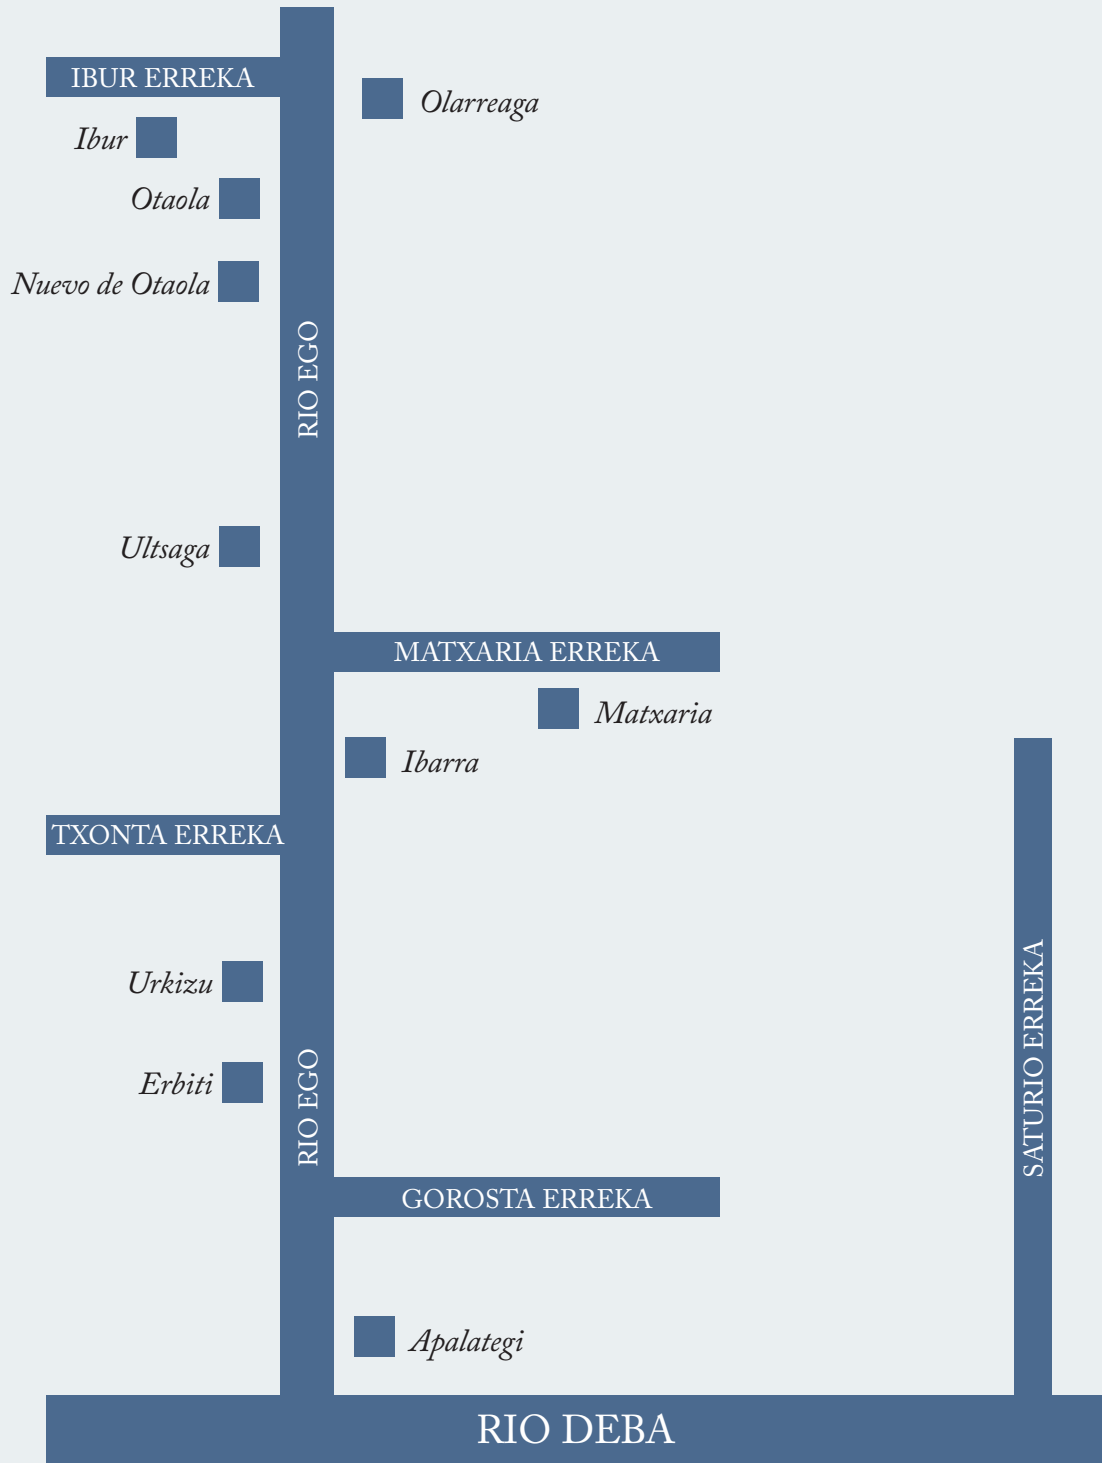 IBUR ERREKA
Olarreaga
Ibur
Otaola
Nuevo de Otaola
RIO EGO
Ultsaga
MATXARIA ERREKA
Matxaria
Ibarra
TXONTA ERREKA
Urkizu
SATURIO ERREKA
Erbiti
RIO EGO
GOROSTA ERREKA
Apalategi
RIO DEBA